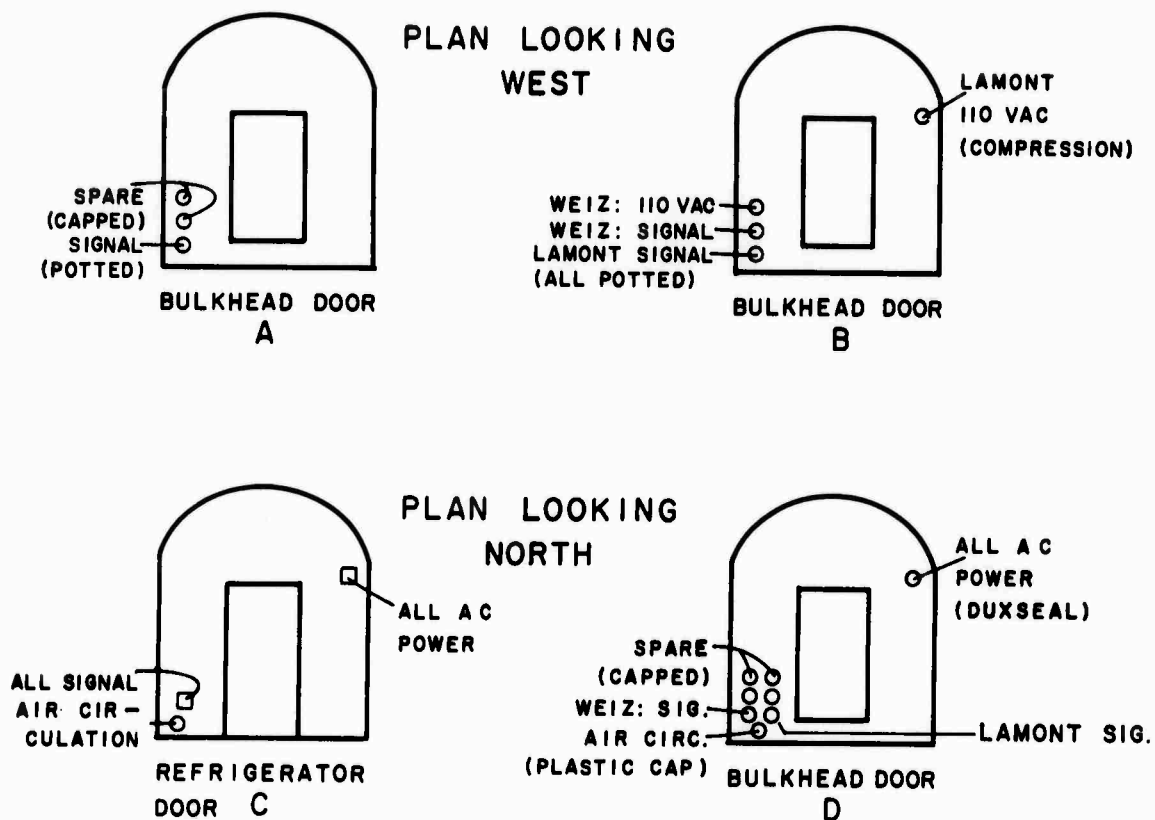 PLAN LOOKING
WEST
SPARE
(CAPPED)
SIGNAL
(POTTED)
BULKHEAD DOOR
A
LAMONT
110 VAC
(COMPRESSION)
WEIZ: 110 VAC
WEIZ: SIGNAL
LAMONT SIGNAL
(ALL POTTED)
BULKHEAD DOOR
B
PLAN LOOKING
NORTH
ALL AC
POWER
ALL SIGNAL
AIR CIR-
CULATION
REFRIGERATOR
DOOR C
ALL AC
POWER
(DUXSEAL)
SPARE
(CAPPED)
WEIZ: SIG.
AIR CIRC.
(PLASTIC CAP)
LAMONT SIG.
BULKHEAD DOOR
D